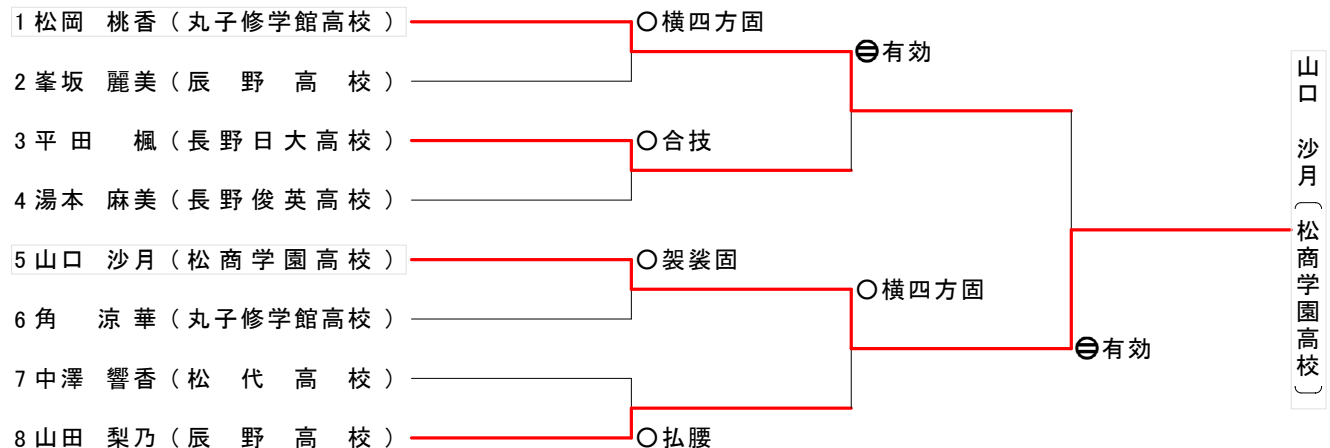 1 松岡 桃香 ( 丸子修学館高校 )
○横四方固
⊜有効
2 峯坂 麗美 ( 辰野高校 )
3 平田 楓 ( 長野日大高校 )
○合技
4 湯本 麻美 ( 長野俊英高校 )
5 山口 沙月 ( 松商学園高校 )
○袈裟固
○横四方固
6 角 涼華 ( 丸子修学館高校 )
⊜有効
7 中澤 響香 ( 松代高校 )
8 山田 梨乃 ( 辰野高校 )
○払腰
山口 沙月〔松商学園高校〕